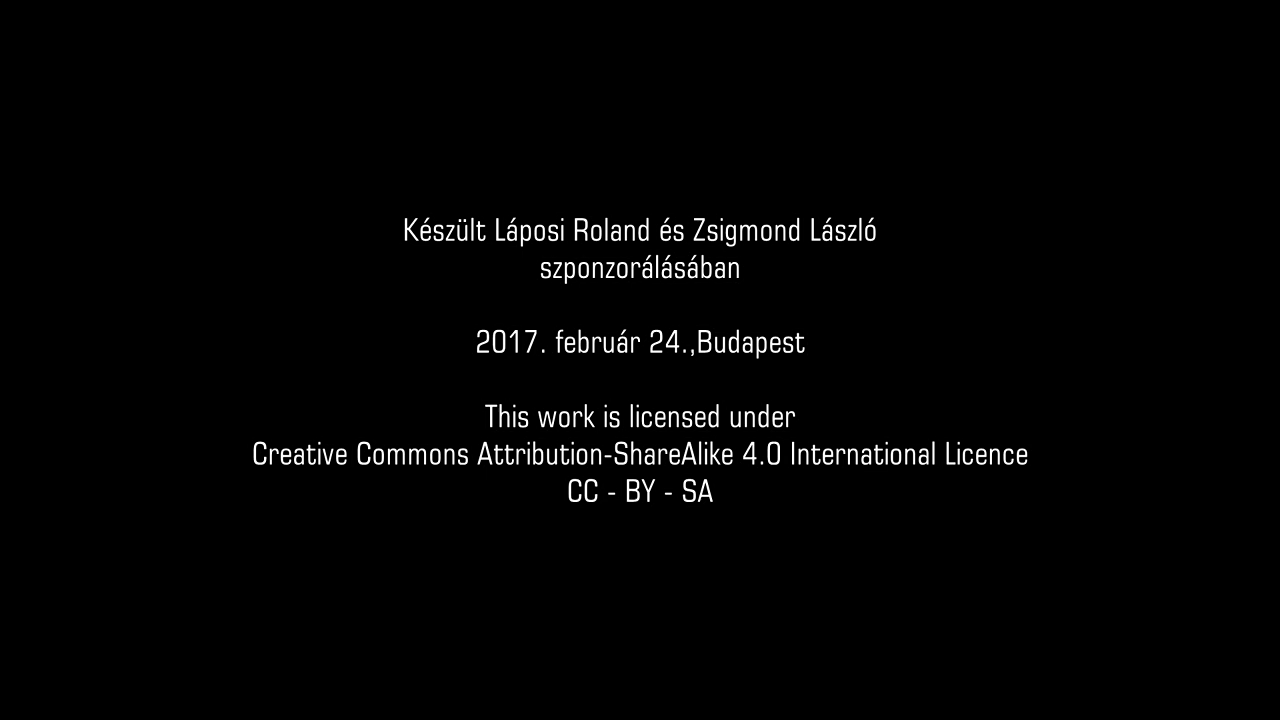 Készült Láposi Roland és Zsigmond László
szponzorálásában
2017. február 24.,Budapest
This work is licensed under
Creative Commons Attribution-ShareAlike 4.0 International Licence
CC - BY - SA